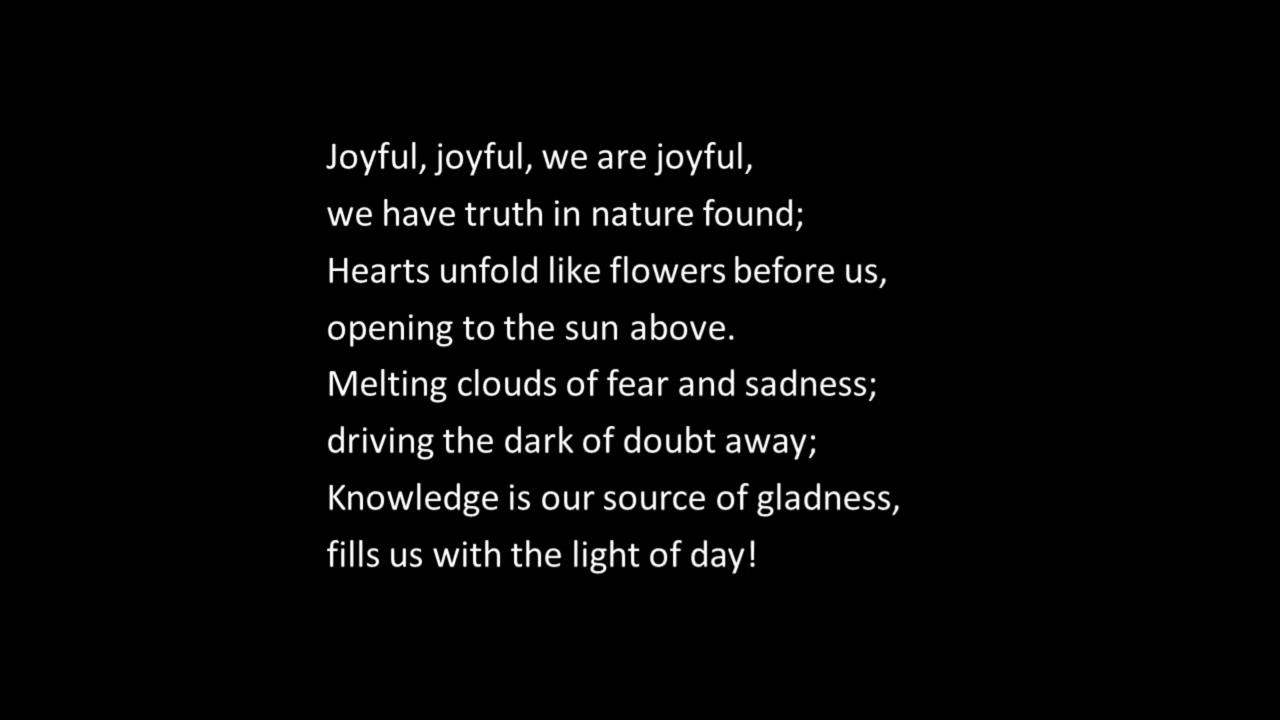 Joyful, joyful, we are joyful,
we have truth in nature found;
Hearts unfold like flowers before us,
opening to the sun above.
Melting clouds of fear and sadness;
driving the dark of doubt away;
Knowledge is our source of gladness,
fills us with the light of day!